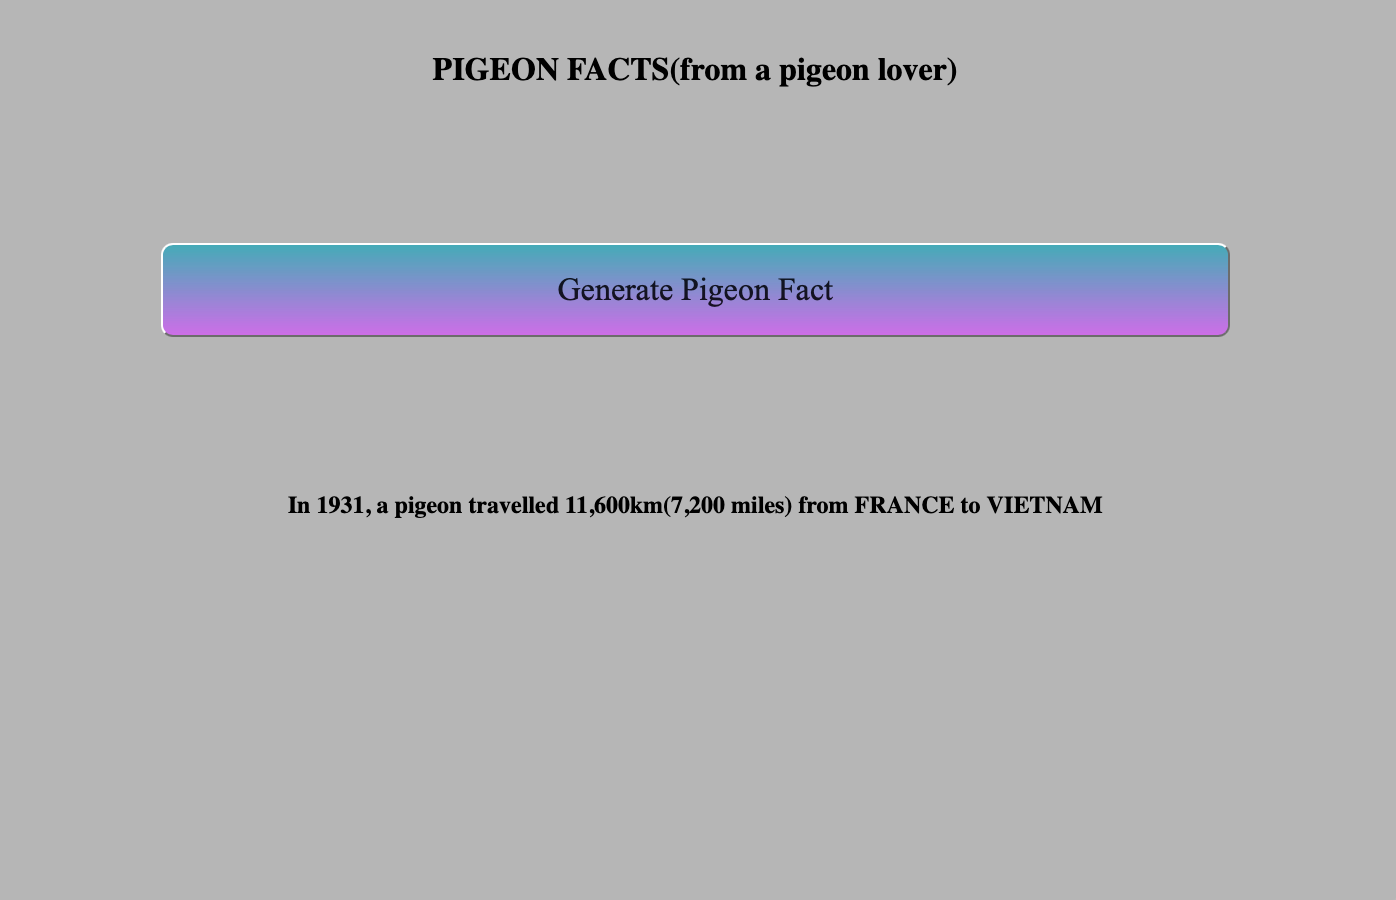 PIGEON FACTS(from a pigeon lover)
Generate Pigeon Fact
In 1931, a pigeon travelled 11,600km(7,200 miles) from FRANCE to VIETNAM